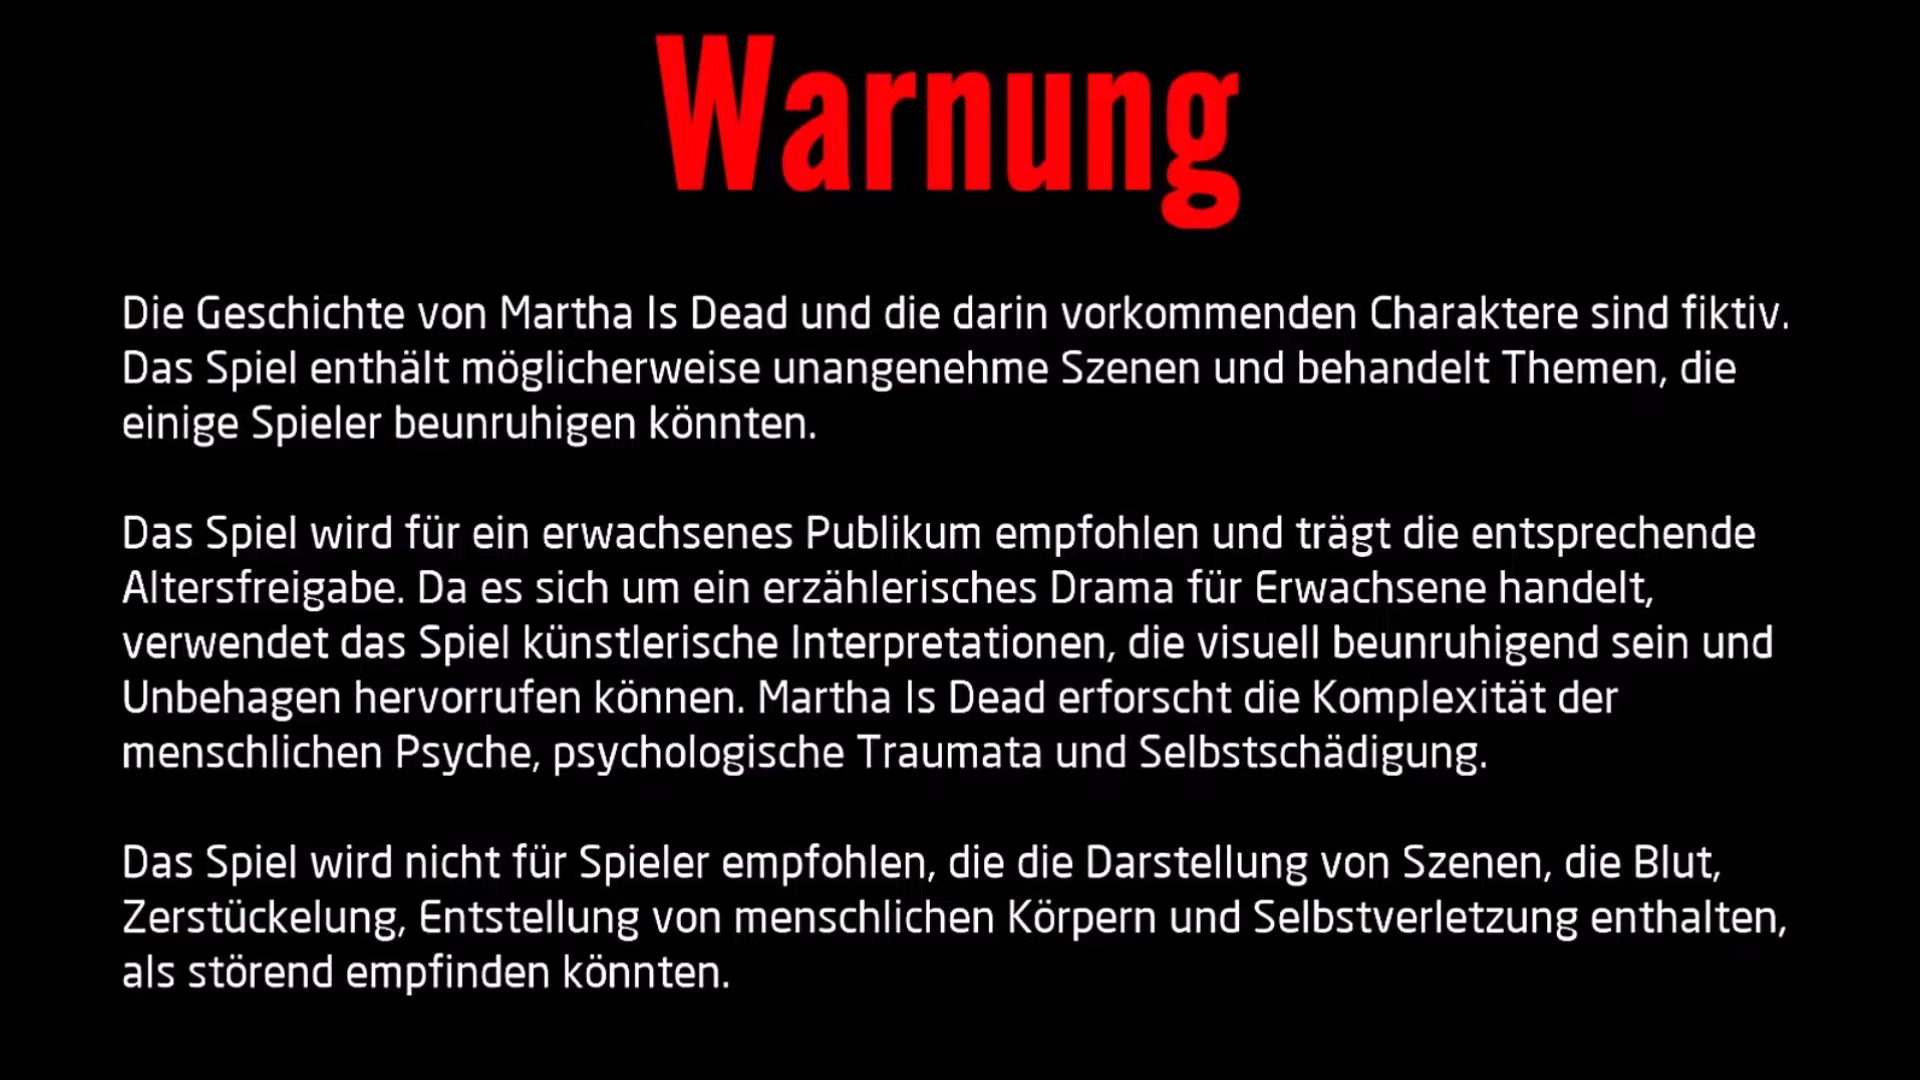 Warnung
Die Geschichte von Martha Is Dead und die darin vorkommenden Charaktere sind fiktiv.
Das Spiel enthält möglicherweise unangenehme Szenen und behandelt Themen, die
einige Spieler beunruhigen könnten.
Das Spiel wird für ein erwachsenes Publikum empfohlen und trägt die entsprechende
Altersfreigabe. Da es sich um ein erzählerisches Drama für Erwachsene handelt,
verwendet das Spiel künstlerische Interpretationen, die visuell beunruhigend sein und
Unbehagen hervorrufen können. Martha Is Dead erforscht die Komplexität der
menschlichen Psyche, psychologische Traumata und Selbstschädigung.
Das Spiel wird nicht für Spieler empfohlen, die die Darstellung von Szenen, die Blut,
Zerstückelung, Entstellung von menschlichen Körpern und Selbstverletzung enthalten,
als störend empfinden könnten.